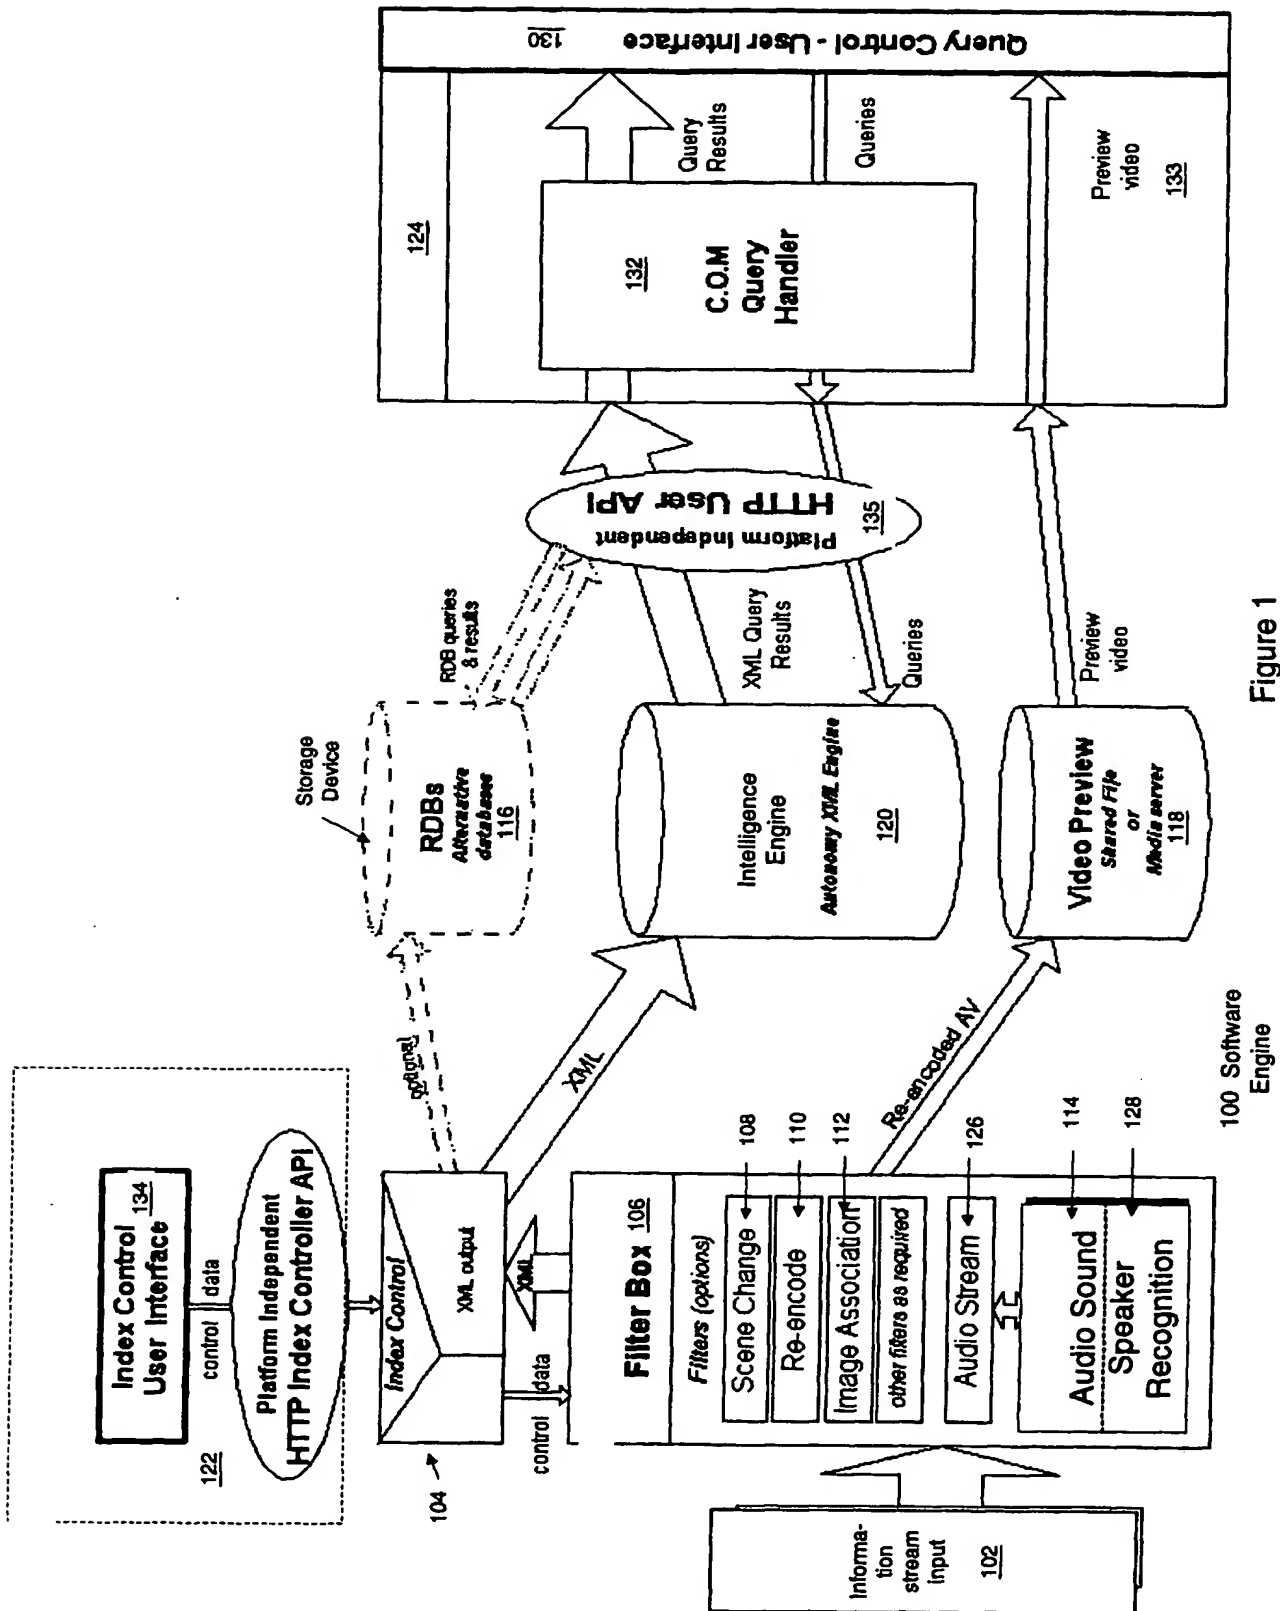 Index Control
User Interface
134
control
data
122
Platform Independent
HTTP Index Controller API
Index Control
XML output
104
control
data
XML
optional
XML
Storage
Device
RDBs
Alternative
databases
116
RDB queries
& results
Filter Box 106
Filters (options)
Scene Change
108
Re-encode
110
Image Association
112
other filters as required
Audio Stream
126
Audio Sound
114
Speaker
Recognition
128
Informa-
tion
stream
input
102
Re-encoded AV
Intelligence
Engine
Autonomy XML Engine
120
XML Query
Results
Queries
Video Preview
Shared File
or
Media server
118
Preview
video
Platform Independent
HTTP User API
135
124
132
C.O.M
Query
Handler
Query
Results
Queries
Preview
video
133
Query Control - User Interface
130
100 Software
Engine
Figure 1